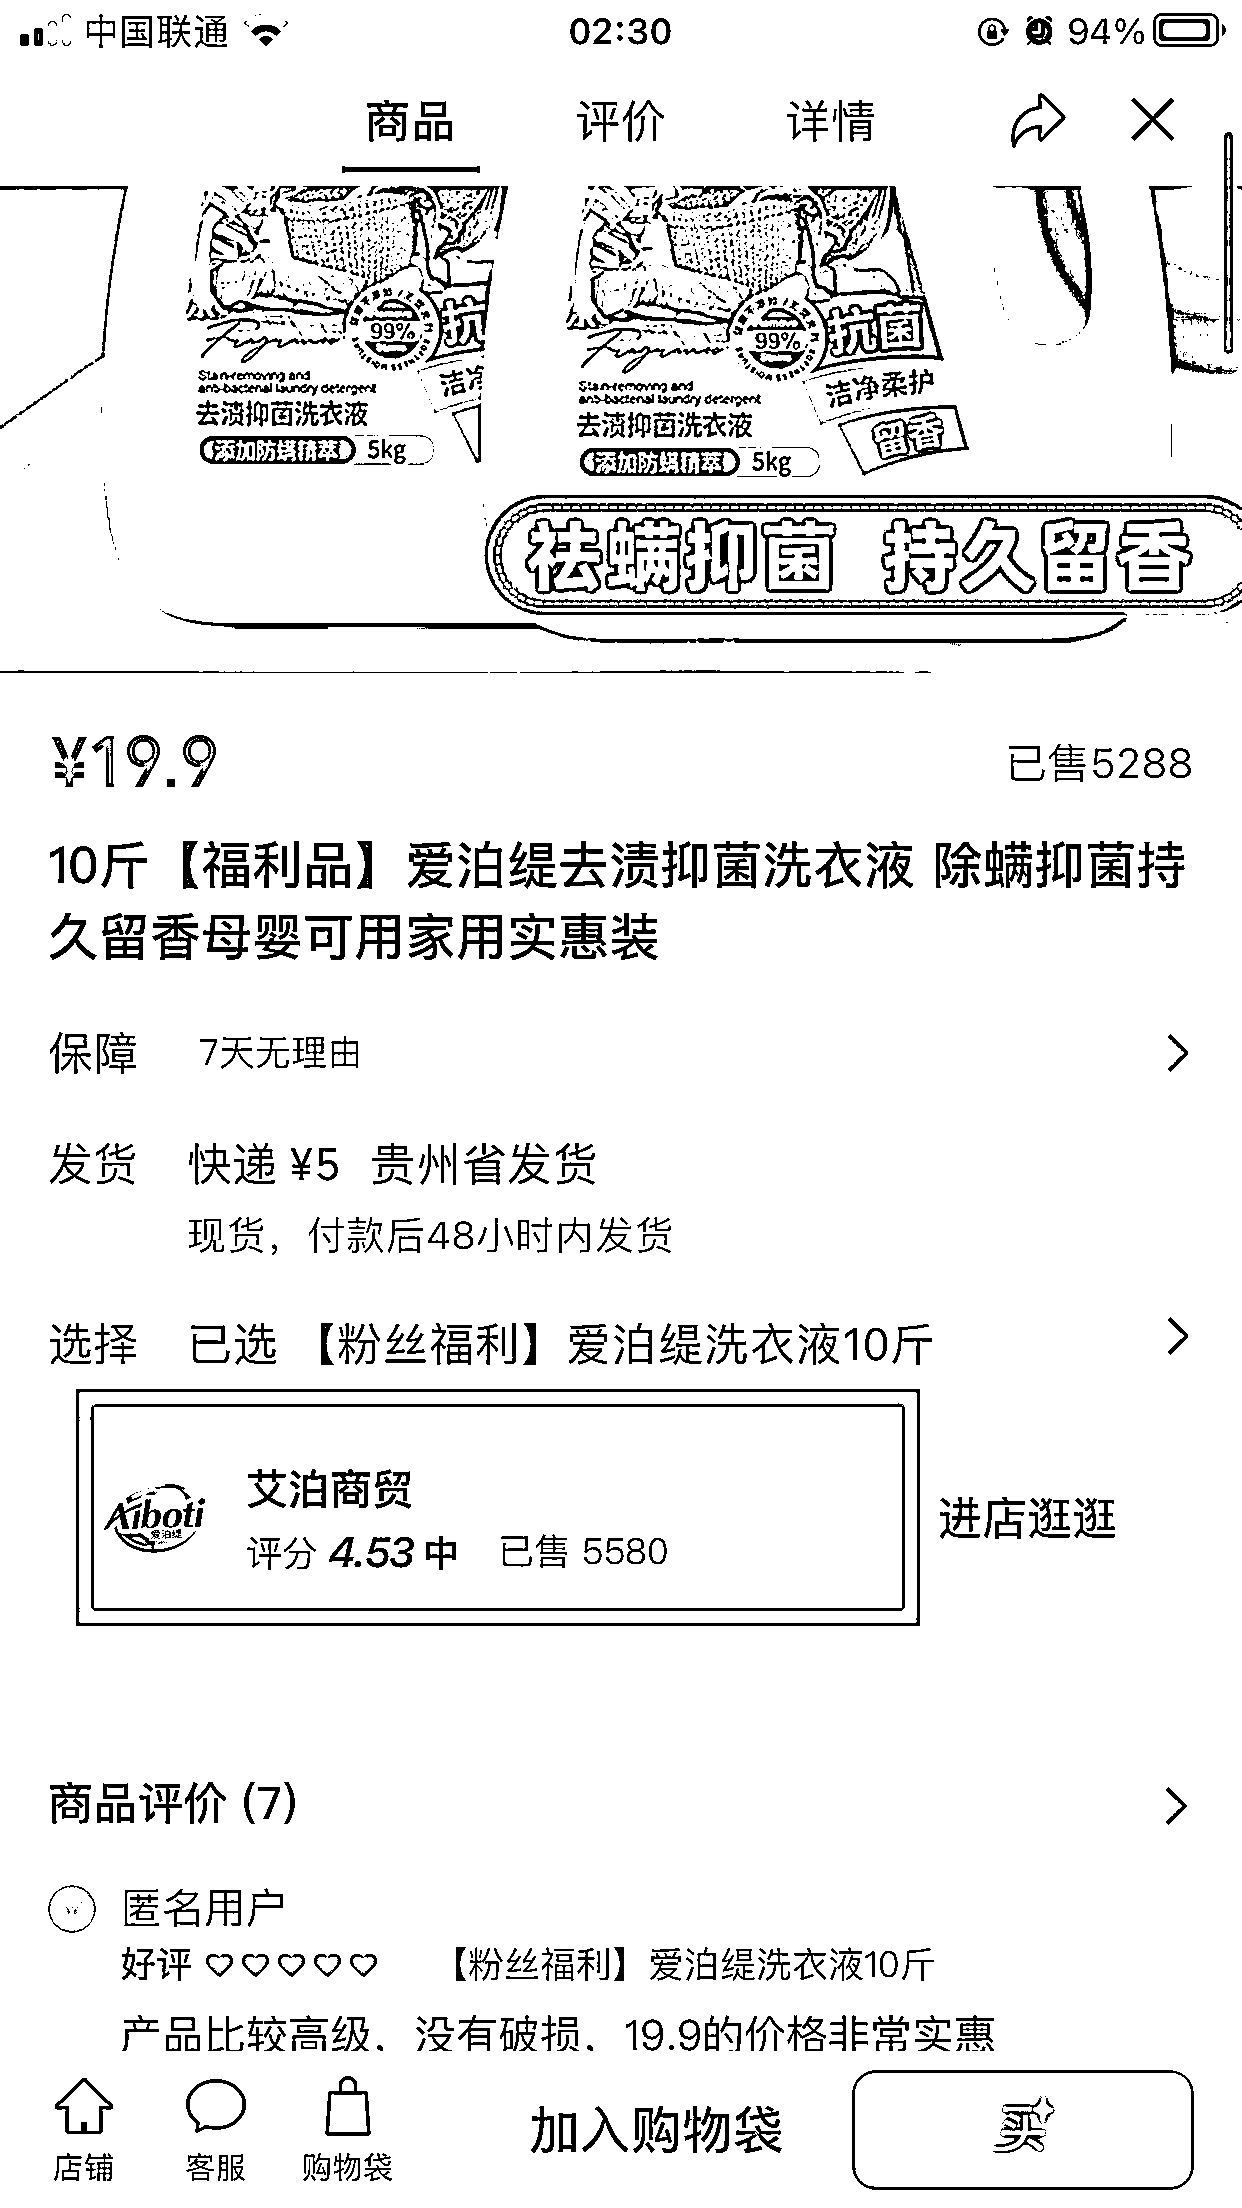 中国联通 02:30 94%
商品 评价 详情
99% 抗
99% 抗菌
Stain-removing and
anti-bacterial laundry detergent
去渍抑菌洗衣液
添加防螨精萃 5kg
洁净
Stain-removing and
anti-bacterial laundry detergent
去渍抑菌洗衣液
添加防螨精萃 5kg
洁净柔护
留香
祛螨抑菌 持久留香
¥19.9 已售5288
10斤【福利品】爱泊缇去渍抑菌洗衣液 除螨抑菌持
久留香母婴可用家用实惠装
保障 7天无理由
发货 快递 ¥5 贵州省发货
现货，付款后48小时内发货
选择 已选 【粉丝福利】爱泊缇洗衣液10斤
Aiboti
爱泊缇
艾泊商贸
评分 4.53 中 已售 5580
进店逛逛
商品评价 (7)
匿名用户
好评 【粉丝福利】爱泊缇洗衣液10斤
产品比较高级，没有破损，19.9的价格非常实惠
店铺 客服 购物袋 加入购物袋 买